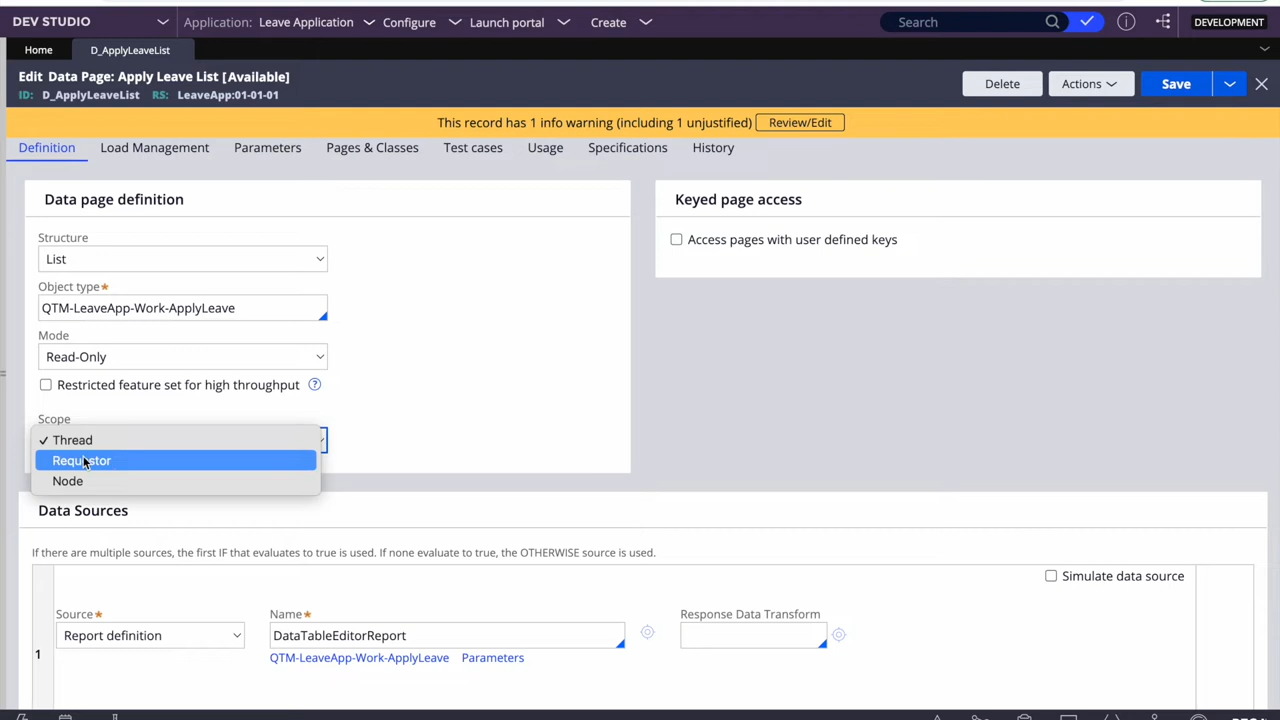 DEV STUDIO Application: Leave Application Configure Launch portal Create Search DEVELOPMENT
Home D_ApplyLeaveList
Edit Data Page: Apply Leave List [Available]
ID: D_ApplyLeaveList RS: LeaveApp:01-01-01
Delete Actions Save
This record has 1 info warning (including 1 unjustified) Review/Edit
Definition Load Management Parameters Pages & Classes Test cases Usage Specifications History
Data page definition
Structure
List
Object type*
QTM-LeaveApp-Work-ApplyLeave
Mode
Read-Only
Restricted feature set for high throughput ?
Scope
✓ Thread
Requestor
Node
Keyed page access
Access pages with user defined keys
Data Sources
If there are multiple sources, the first IF that evaluates to true is used. If none evaluate to true, the OTHERWISE source is used.
Simulate data source
Source* Name* Response Data Transform
Report definition DataTableEditorReport
1
QTM-LeaveApp-Work-ApplyLeave Parameters